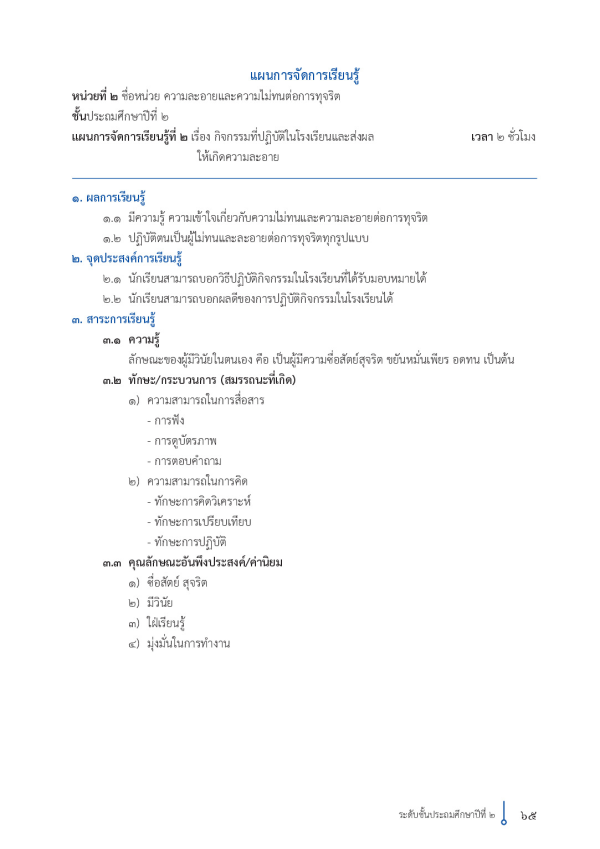 แผนการจัดการเรียนรู้
หน่วยที่ ๒ ชื่อหน่วย ความละอายและความไม่ทนต่อการทุจริต
ชั้นประถมศึกษาปีที่ ๒
แผนการจัดการเรียนรู้ที่ ๒ เรื่อง กิจกรรมที่ปฏิบัติในโรงเรียนและส่งผล เวลา ๒ ชั่วโมง
ให้เกิดความละอาย
๑. ผลการเรียนรู้
๑.๑ มีความรู้ ความเข้าใจเกี่ยวกับความไม่ทนและความละอายต่อการทุจริต
๑.๒ ปฏิบัติตนเป็นผู้ไม่ทนและละอายต่อการทุจริตทุกรูปแบบ
๒. จุดประสงค์การเรียนรู้
๒.๑ นักเรียนสามารถบอกวิธีปฏิบัติกิจกรรมในโรงเรียนที่ได้รับมอบหมายได้
๒.๒ นักเรียนสามารถบอกผลดีของการปฏิบัติกิจกรรมในโรงเรียนได้
๓. สาระการเรียนรู้
๓.๑ ความรู้
ลักษณะของผู้มีวินัยในตนเอง คือ เป็นผู้มีความซื่อสัตย์สุจริต ขยันหมั่นเพียร อดทน เป็นต้น
๓.๒ ทักษะ/กระบวนการ (สมรรถนะที่เกิด)
๑) ความสามารถในการสื่อสาร
- การฟัง
- การดูบัตรภาพ
- การตอบคำถาม
๒) ความสามารถในการคิด
- ทักษะการคิดวิเคราะห์
- ทักษะการเปรียบเทียบ
- ทักษะการปฏิบัติ
๓.๓ คุณลักษณะอันพึงประสงค์/ค่านิยม
๑) ซื่อสัตย์ สุจริต
๒) มีวินัย
๓) ใฝ่เรียนรู้
๔) มุ่งมั่นในการทำงาน
ระดับชั้นประถมศึกษาปีที่ ๒ ๖๕